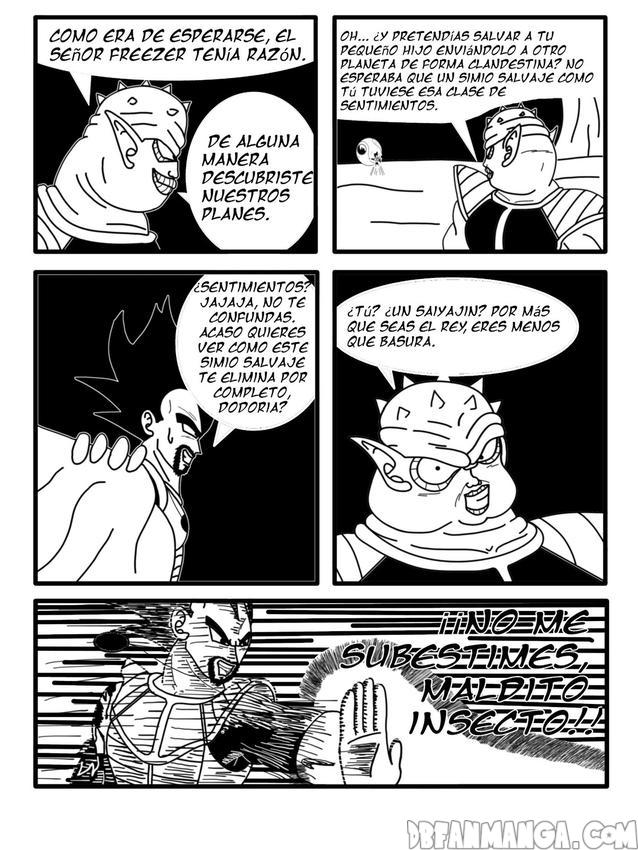 COMO ERA DE ESPERARSE, EL
SEÑOR FREEZER TENÍA RAZÓN.
DE ALGUNA
MANERA
DESCUBRISTE
NUESTROS
PLANES.
OH... ¿Y PRETENDÍAS SALVAR A TU
PEQUEÑO HIJO ENVIÁNDOLO A OTRO
PLANETA DE FORMA CLANDESTINA? NO
ESPERABA QUE UN SIMIO SALVAJE COMO
TÚ TUVIESE ESA CLASE DE
SENTIMIENTOS.
¿SENTIMIENTOS?
JAJAJA, NO TE
CONFUNDAS.
ACASO QUIERES
VER COMO ESTE
SIMIO SALVAJE
TE ELIMINA POR
COMPLETO,
DODORIA?
¿TÚ? ¿UN SAIYAJIN? POR MÁS
QUE SEAS EL REY, ERES MENOS
QUE BASURA.
¡¡NO ME
SUBESTIMES,
MALDITO
INSECTO!!
DBFANMANGA.COM